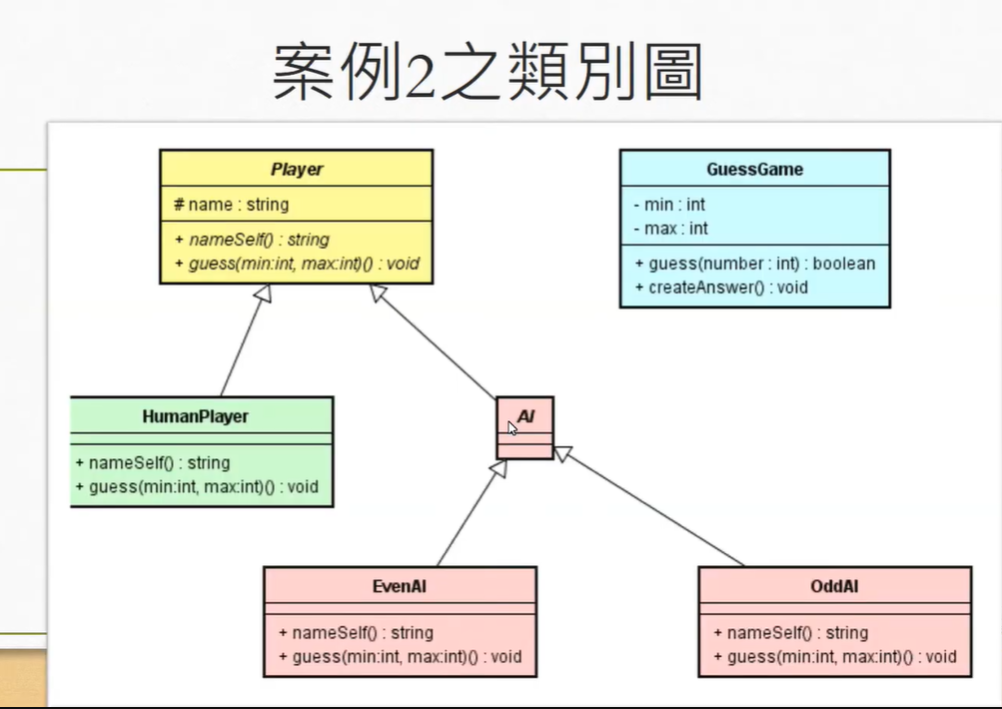 案例2之類別圖
Player
# name : string
+ nameSelf() : string
+ guess(min:int, max:int)() : void
GuessGame
- min : int
- max : int
+ guess(number : int) : boolean
+ createAnswer() : void
HumanPlayer
+ nameSelf() : string
+ guess(min:int, max:int)() : void
AI
EvenAI
+ nameSelf() : string
+ guess(min:int, max:int)() : void
OddAI
+ nameSelf() : string
+ guess(min:int, max:int)() : void